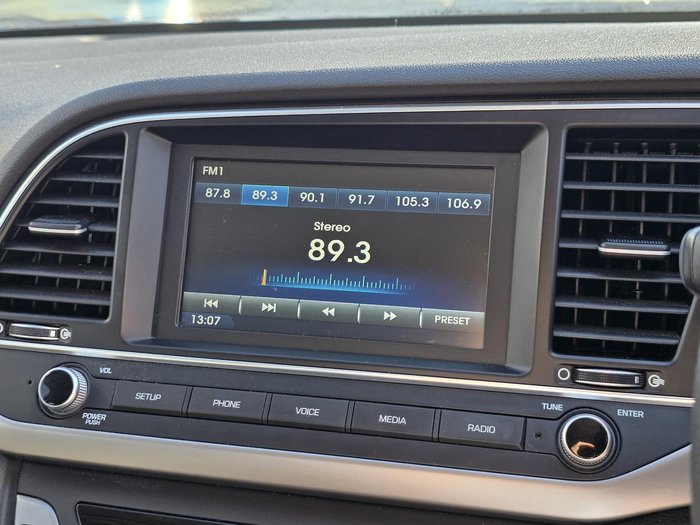 FM1
87.8 89.3 90.1 91.7 105.3 106.9
Stereo
89.3
PRESET
13:07
VOL
POWER
PUSH
SETUP
PHONE
VOICE
MEDIA
RADIO
TUNE
ENTER